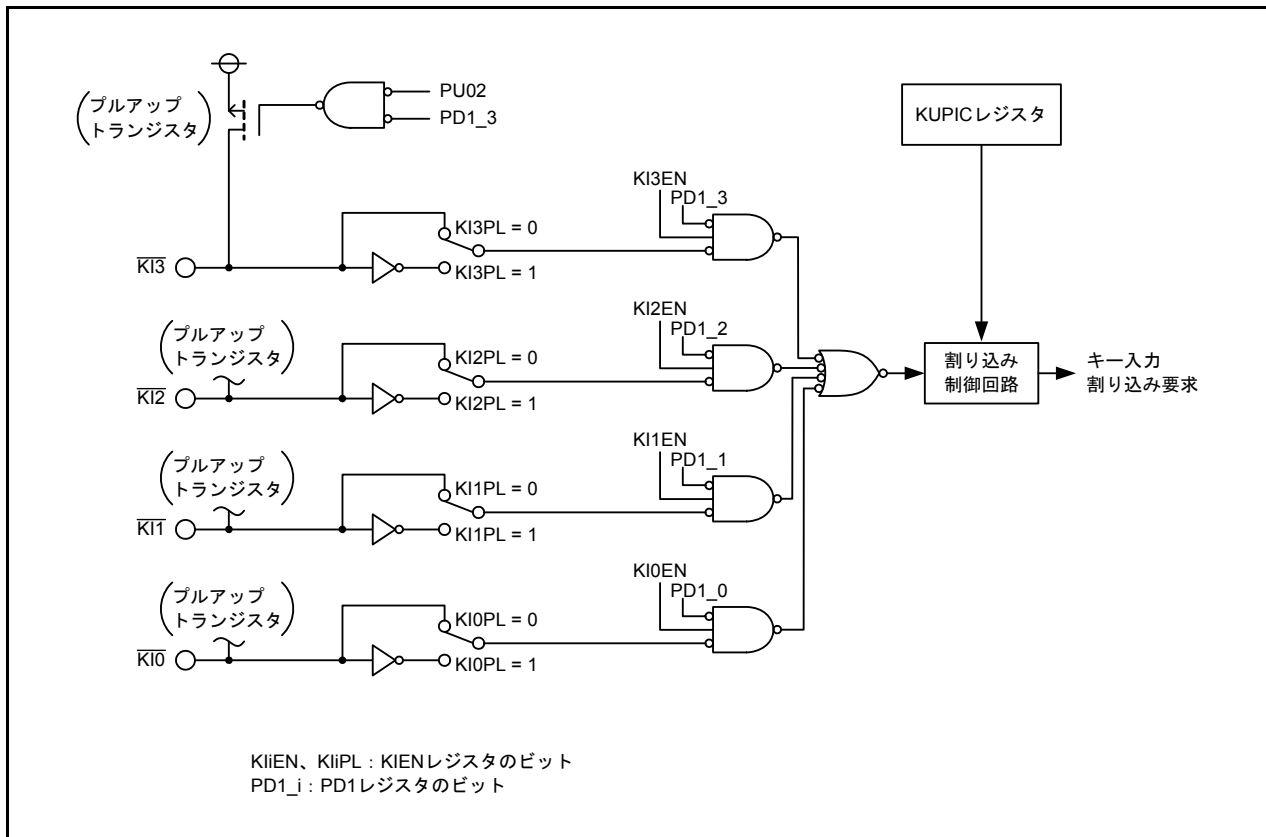 プルアップ
トランジスタ
PU02
PD1_3
KUPICレジスタ
KI3EN
PD1_3
KI3PL = 0
KI3
KI3PL = 1
プルアップ
トランジスタ
KI2EN
PD1_2
KI2PL = 0
KI2
KI2PL = 1
割り込み
制御回路
キー入力
割り込み要求
プルアップ
トランジスタ
KI1EN
PD1_1
KI1PL = 0
KI1
KI1PL = 1
プルアップ
トランジスタ
KI0EN
PD1_0
KI0PL = 0
KI0
KI0PL = 1
KIiEN、KIiPL：KIENレジスタのビット
PD1_i：PD1レジスタのビット